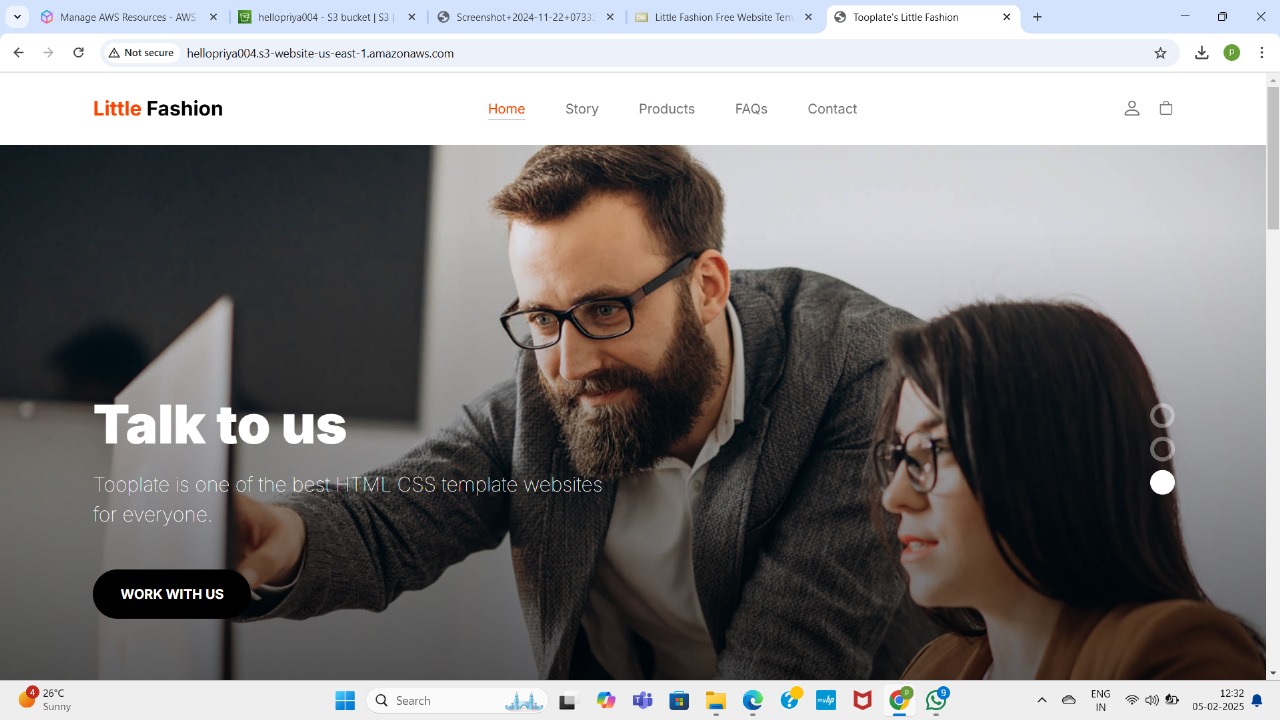 Manage AWS Resources - AWS
hellopriya004 - S3 bucket | S3 |
Screenshot+2024-11-22+0733
Little Fashion Free Website Tem
Tooplate's Little Fashion
Not secure
hellopriya004.s3-website-us-east-1.amazonaws.com
P
Little Fashion
Home
Story
Products
FAQs
Contact
Talk to us
Tooplate is one of the best HTML CSS template websites
for everyone.
WORK WITH US
4
26°C
Sunny
Search
P
9
ENG
IN
12:32
05-02-2025